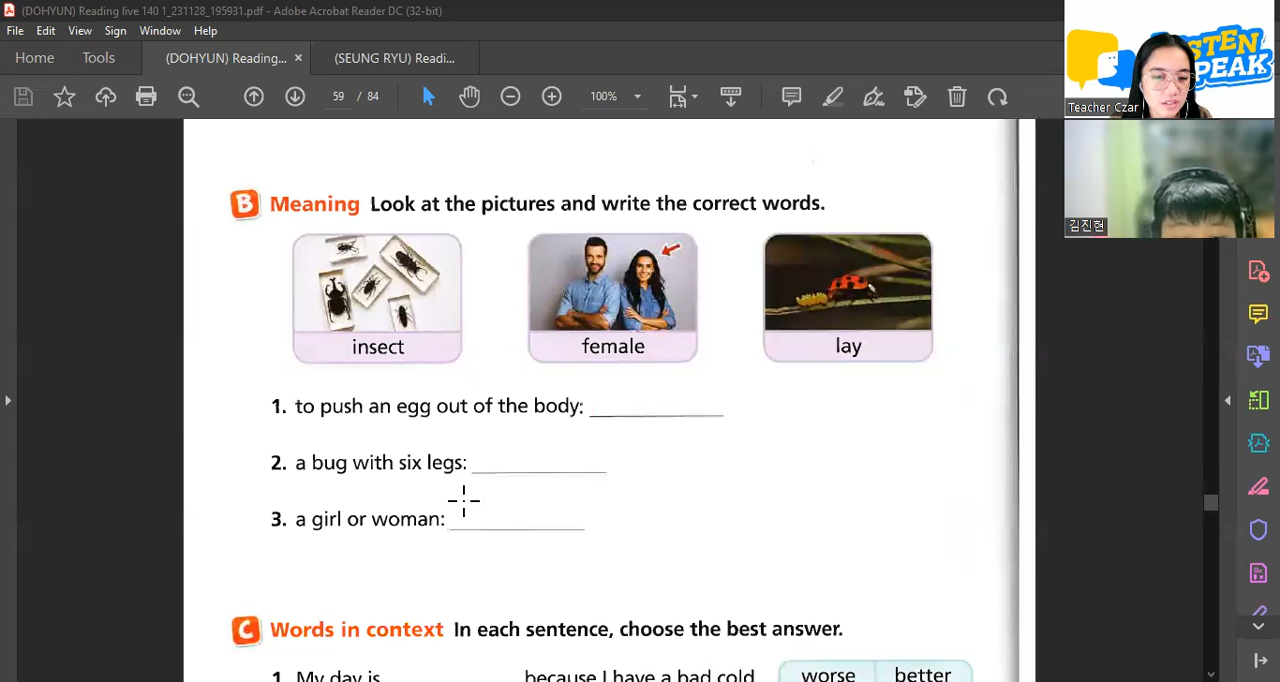 (DOHYUN) Reading live 140 1_231128_195931.pdf - Adobe Acrobat Reader DC (32-bit)
File Edit View Sign Window Help
Home Tools (DOHYUN) Reading... × (SEUNG RYU) Readi...
59 / 84 100%
LISTEN
SPEAK
Teacher Czar
김진현
B Meaning Look at the pictures and write the correct words.
insect female lay
1. to push an egg out of the body:
2. a bug with six legs:
3. a girl or woman:
C Words in context In each sentence, choose the best answer.
1. My day is because I have a bad cold worse better